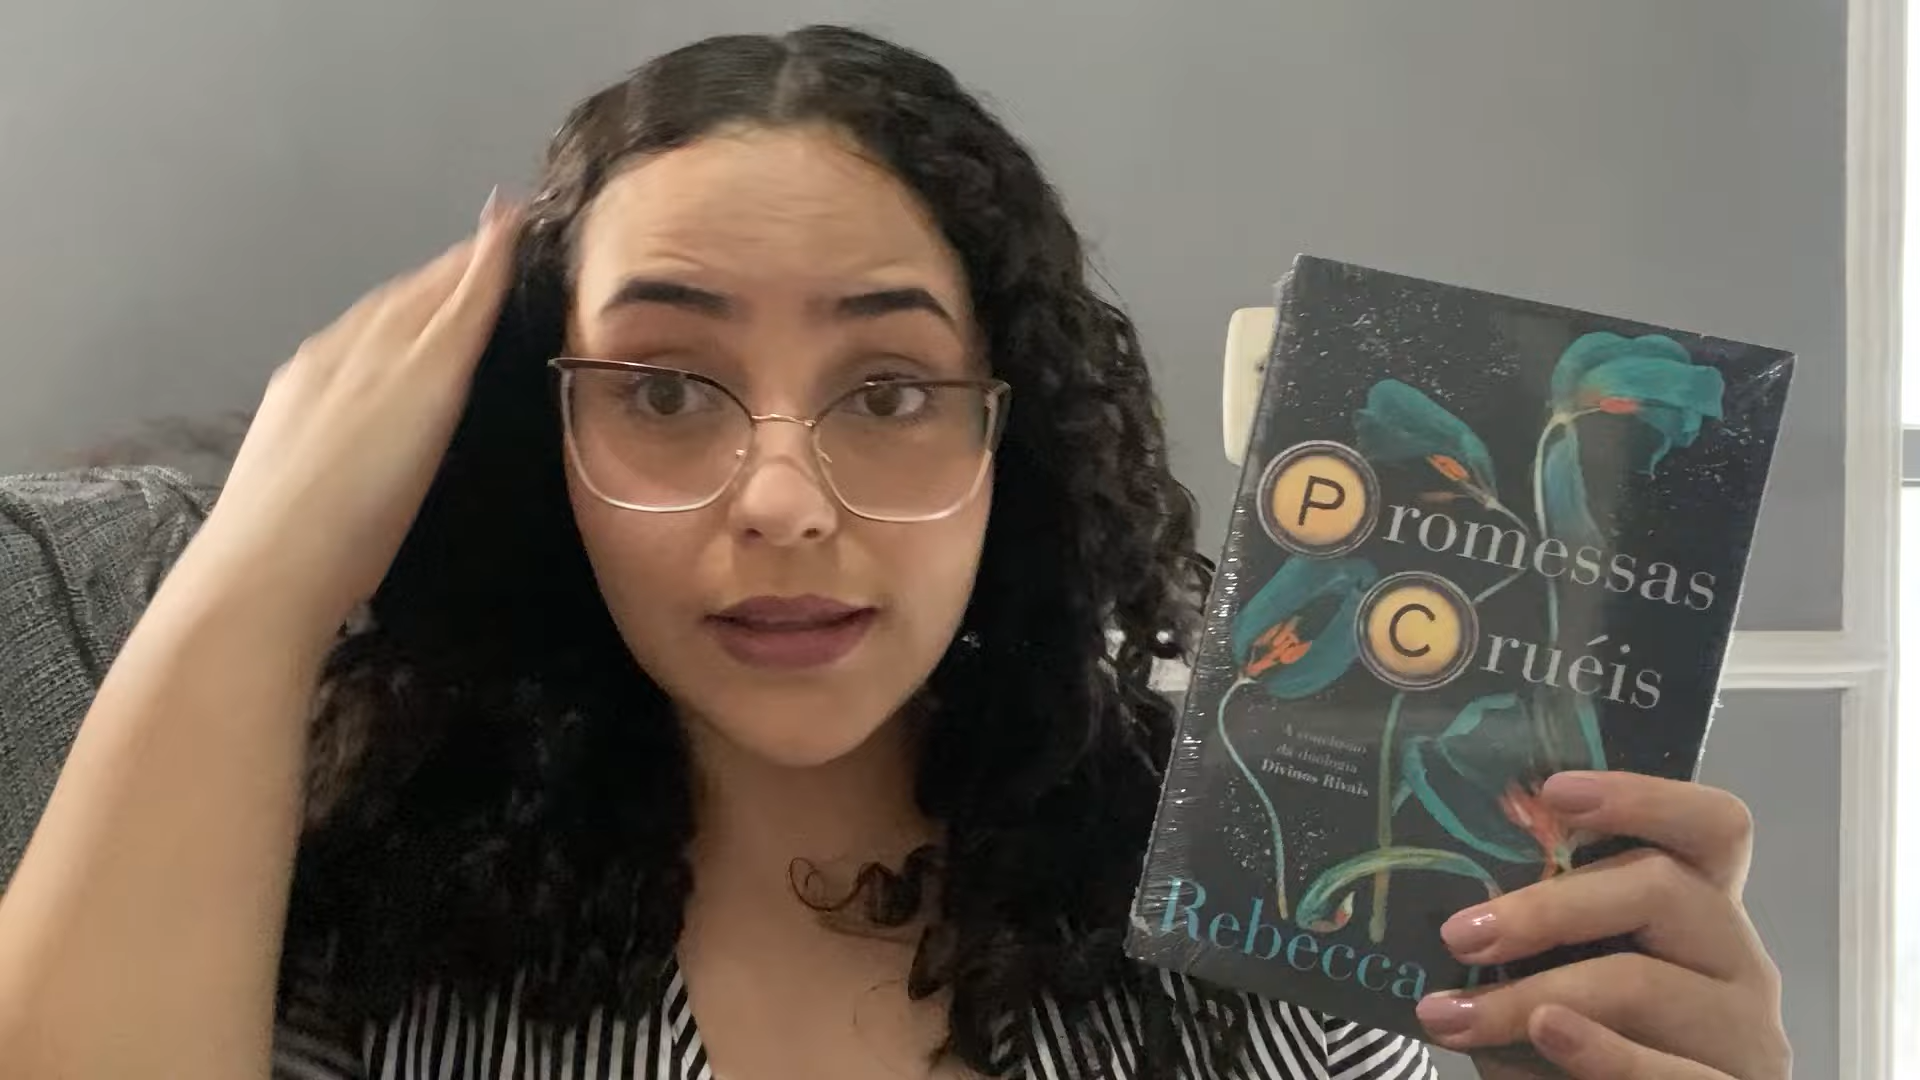 Promessas
Cruéis
A conclusão
da duologia
Divinos Rivais
Rebecca